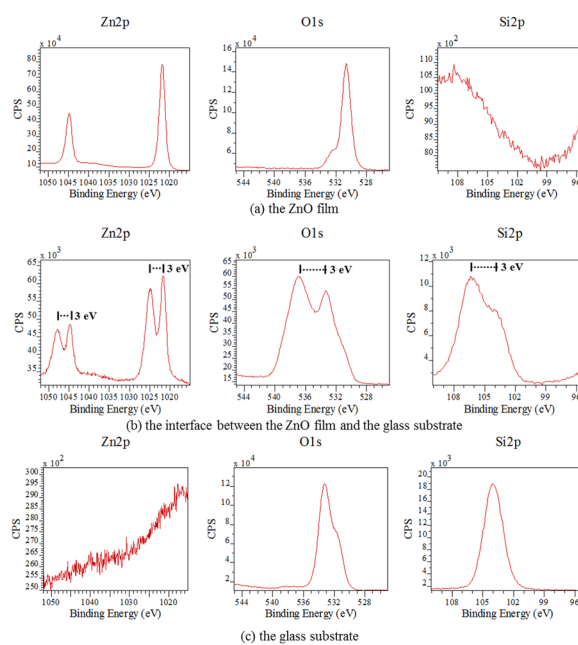 Zn2p
O1s
Si2p
x 10^4
80
70
60
50
40
30
20
10
CPS
1050 1045 1040 1030 1025 1020
Binding Energy (eV)
x 10^4
16
14
12
10
8
6
4
CPS
544 540 536 532 528
Binding Energy (eV)
x 10^2
110
105
100
95
90
85
80
CPS
108 105 102 99 96
Binding Energy (eV)
(a) the ZnO film
Zn2p
O1s
Si2p
x 10^3
65
60
55
50
45
40
35
CPS
3 eV
3 eV
1050 1045 1040 1030 1025 1020
Binding Energy (eV)
x 10^3
65
60
55
50
45
40
35
30
25
20
15
CPS
3 eV
544 540 536 532 528
Binding Energy (eV)
x 10^3
12
10
8
6
4
2
CPS
3 eV
108 105 102 99 96
Binding Energy (eV)
(b) the interface between the ZnO film and the glass substrate
Zn2p
O1s
Si2p
x 10^2
300
295
290
285
280
275
270
265
260
255
250
CPS
1050 1040 1030 1020
Binding Energy (eV)
x 10^4
12
10
8
6
4
2
CPS
544 540 536 532 528
Binding Energy (eV)
x 10^3
20
18
16
14
12
10
8
6
4
2
CPS
108 105 102 99 96
Binding Energy (eV)
(c) the glass substrate